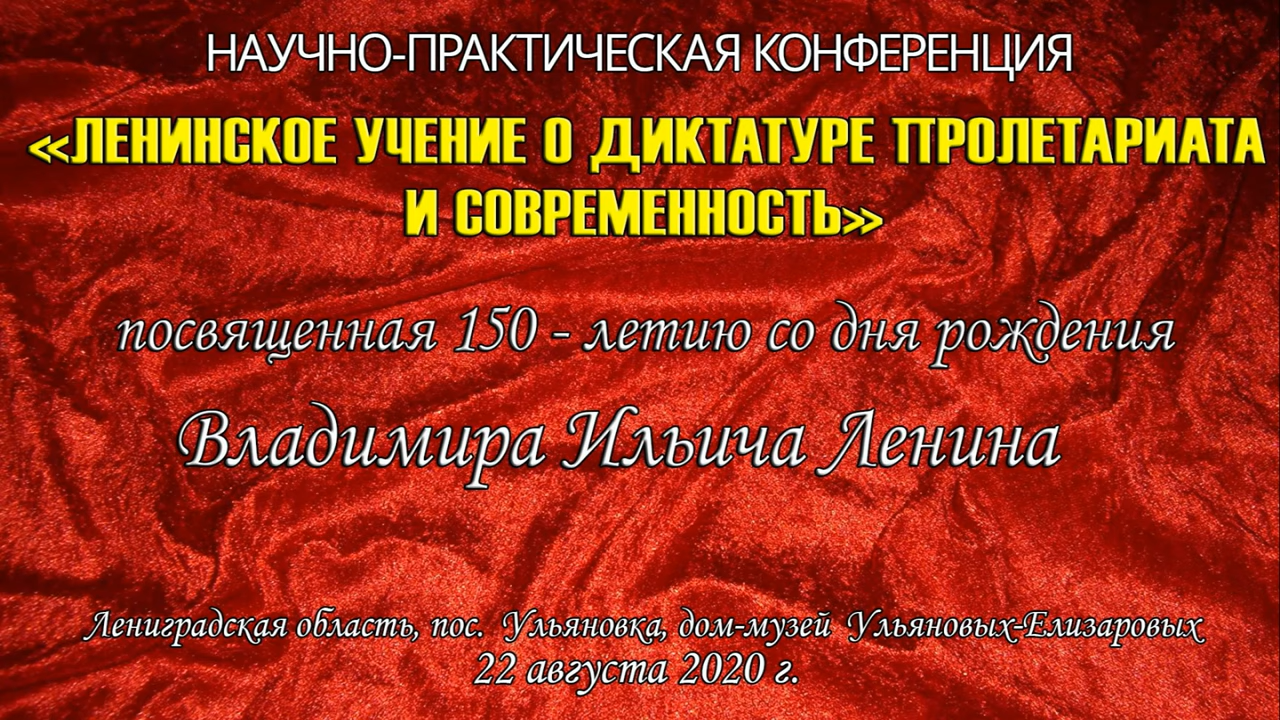 НАУЧНО-ПРАКТИЧЕСКАЯ КОНФЕРЕНЦИЯ
«ЛЕНИНСКОЕ УЧЕНИЕ О ДИКТАТУРЕ ПРОЛЕТАРИАТА
И СОВРЕМЕННОСТЬ»
посвященная 150 - летию со дня рождения
Владимира Ильича Ленина
Лениградская область, пос. Ульяновка, дом-музей Ульяновых-Елизаровых
22 августа 2020 г.